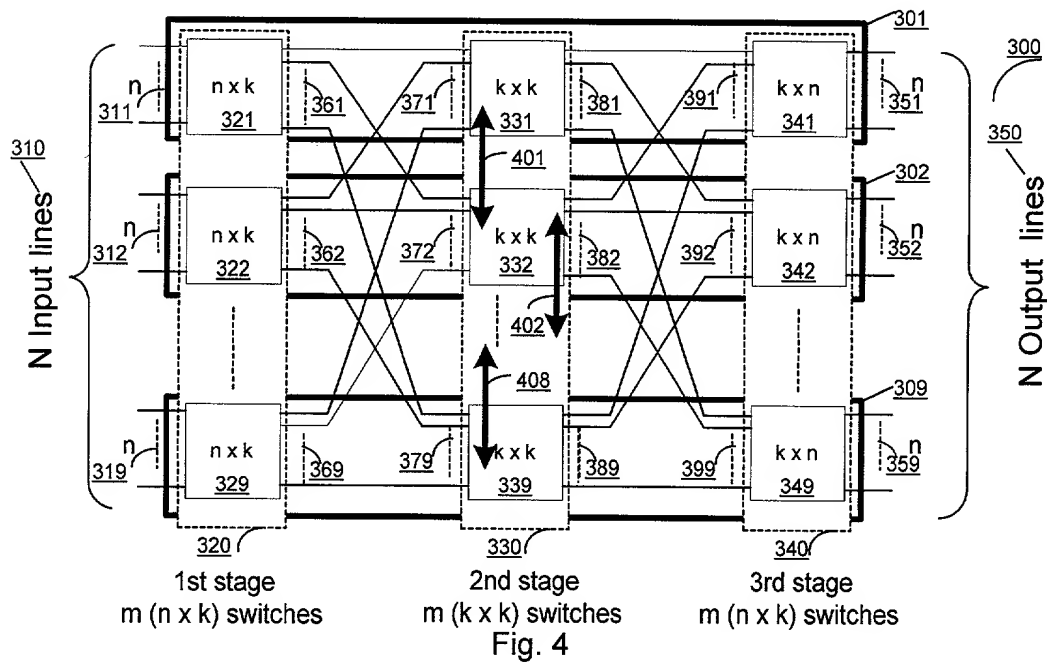 301
300
n
n x k
k x k
k x n
n
311
321
361
371
331
381
391
341
351
310
350
401
302
N Input lines
N Output lines
n
n x k
k x k
k x n
n
312
322
362
372
332
382
392
342
352
402
408
309
n
n x k
k x k
k x n
n
319
329
369
379
339
389
399
349
359
320
330
340
1st stage
m (n x k) switches
2nd stage
m (k x k) switches
3rd stage
m (n x k) switches
Fig. 4